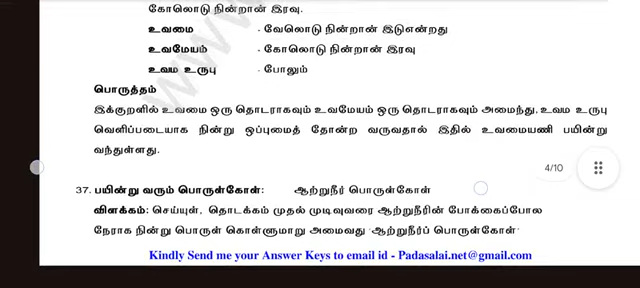 கோலொடு நின்றான் இரவு.
உவமை - வேலொடு நின்றான் இடுஎன்றது
உவமேயம் - கோலொடு நின்றான் இரவு
உவம உருபு - போலும்
பொருத்தம்
இக்குறளில் உவமை ஒரு தொடராகவும் உவமேயம் ஒரு தொடராகவும் அமைந்து, உவம உருபு
வெளிப்படையாக நின்று ஒப்புமைத் தோன்ற வருவதால் இதில் உவமையணி பயின்று
வந்துள்ளது.
4/10
37. பயின்று வரும் பொருள்கோள்: ஆற்றுநீர் பொருள்கோள்
விளக்கம்: செய்யுள், தொடக்கம் முதல் முடிவுவரை ஆற்றுநீரின் போக்கைப்போல
நேராக நின்று பொருள் கொள்ளுமாறு அமைவது 'ஆற்றுநீர்ப் பொருள்கோள்'
Kindly Send me your Answer Keys to email id - Padasalai.net@gmail.com